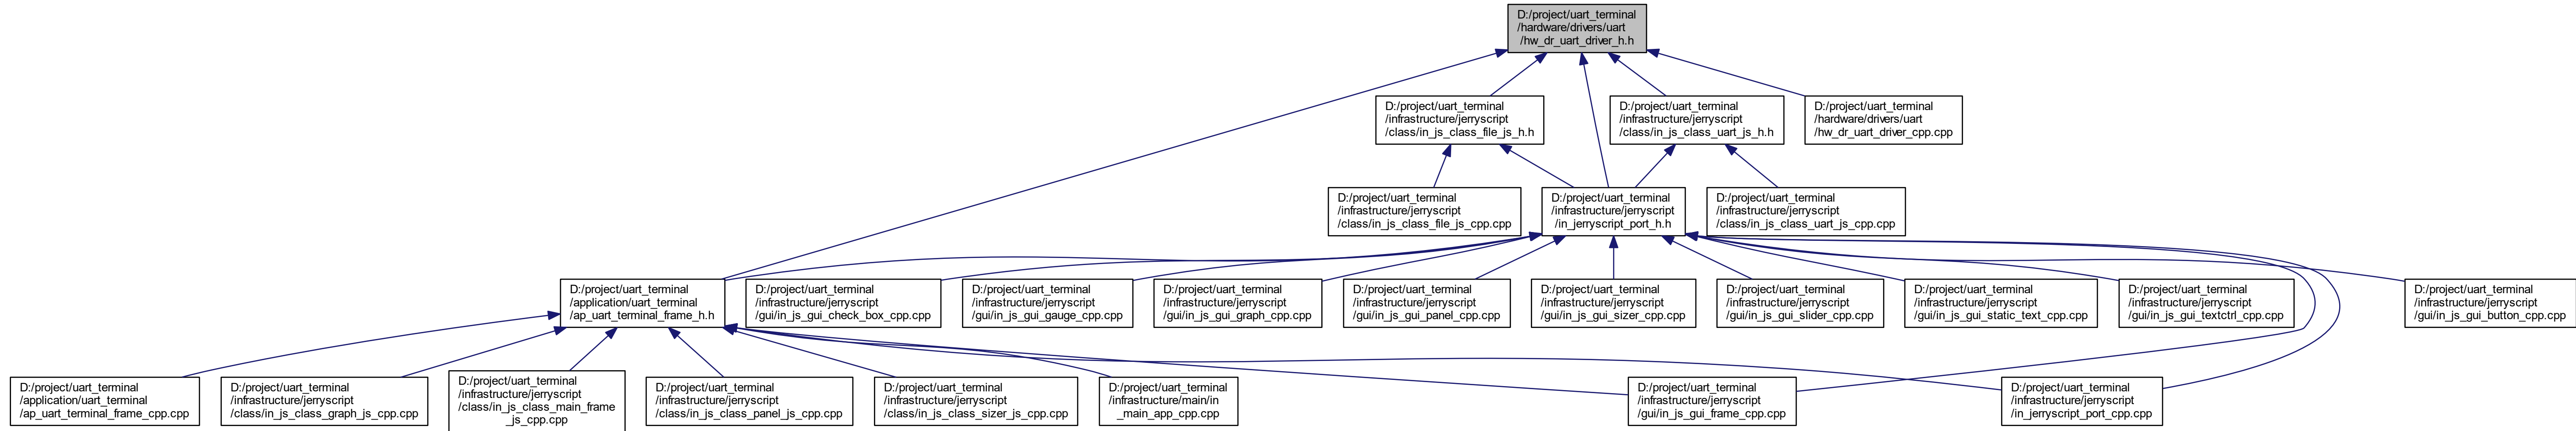 D:/project/uart_terminal
/hardware/drivers/uart
/hw_dr_uart_driver_h.h
D:/project/uart_terminal
/infrastructure/jerryscript
/class/in_js_class_file_js_h.h
D:/project/uart_terminal
/infrastructure/jerryscript
/class/in_js_class_uart_js_h.h
D:/project/uart_terminal
/hardware/drivers/uart
/hw_dr_uart_driver_cpp.cpp
D:/project/uart_terminal
/infrastructure/jerryscript
/class/in_js_class_file_js_cpp.cpp
D:/project/uart_terminal
/infrastructure/jerryscript
/in_jerryscript_port_h.h
D:/project/uart_terminal
/infrastructure/jerryscript
/class/in_js_class_uart_js_cpp.cpp
D:/project/uart_terminal
/application/uart_terminal
/ap_uart_terminal_frame_h.h
D:/project/uart_terminal
/infrastructure/jerryscript
/gui/in_js_gui_check_box_cpp.cpp
D:/project/uart_terminal
/infrastructure/jerryscript
/gui/in_js_gui_gauge_cpp.cpp
D:/project/uart_terminal
/infrastructure/jerryscript
/gui/in_js_gui_graph_cpp.cpp
D:/project/uart_terminal
/infrastructure/jerryscript
/gui/in_js_gui_panel_cpp.cpp
D:/project/uart_terminal
/infrastructure/jerryscript
/gui/in_js_gui_sizer_cpp.cpp
D:/project/uart_terminal
/infrastructure/jerryscript
/gui/in_js_gui_slider_cpp.cpp
D:/project/uart_terminal
/infrastructure/jerryscript
/gui/in_js_gui_static_text_cpp.cpp
D:/project/uart_terminal
/infrastructure/jerryscript
/gui/in_js_gui_textctrl_cpp.cpp
D:/project/uart_terminal
/infrastructure/jerryscript
/gui/in_js_gui_button_cpp.cpp
D:/project/uart_terminal
/application/uart_terminal
/ap_uart_terminal_frame_cpp.cpp
D:/project/uart_terminal
/infrastructure/jerryscript
/class/in_js_class_graph_js_cpp.cpp
D:/project/uart_terminal
/infrastructure/jerryscript
/class/in_js_class_main_frame
_js_cpp.cpp
D:/project/uart_terminal
/infrastructure/jerryscript
/class/in_js_class_panel_js_cpp.cpp
D:/project/uart_terminal
/infrastructure/jerryscript
/class/in_js_class_sizer_js_cpp.cpp
D:/project/uart_terminal
/infrastructure/main/in
_main_app_cpp.cpp
D:/project/uart_terminal
/infrastructure/jerryscript
/gui/in_js_gui_frame_cpp.cpp
D:/project/uart_terminal
/infrastructure/jerryscript
/in_jerryscript_port_cpp.cpp